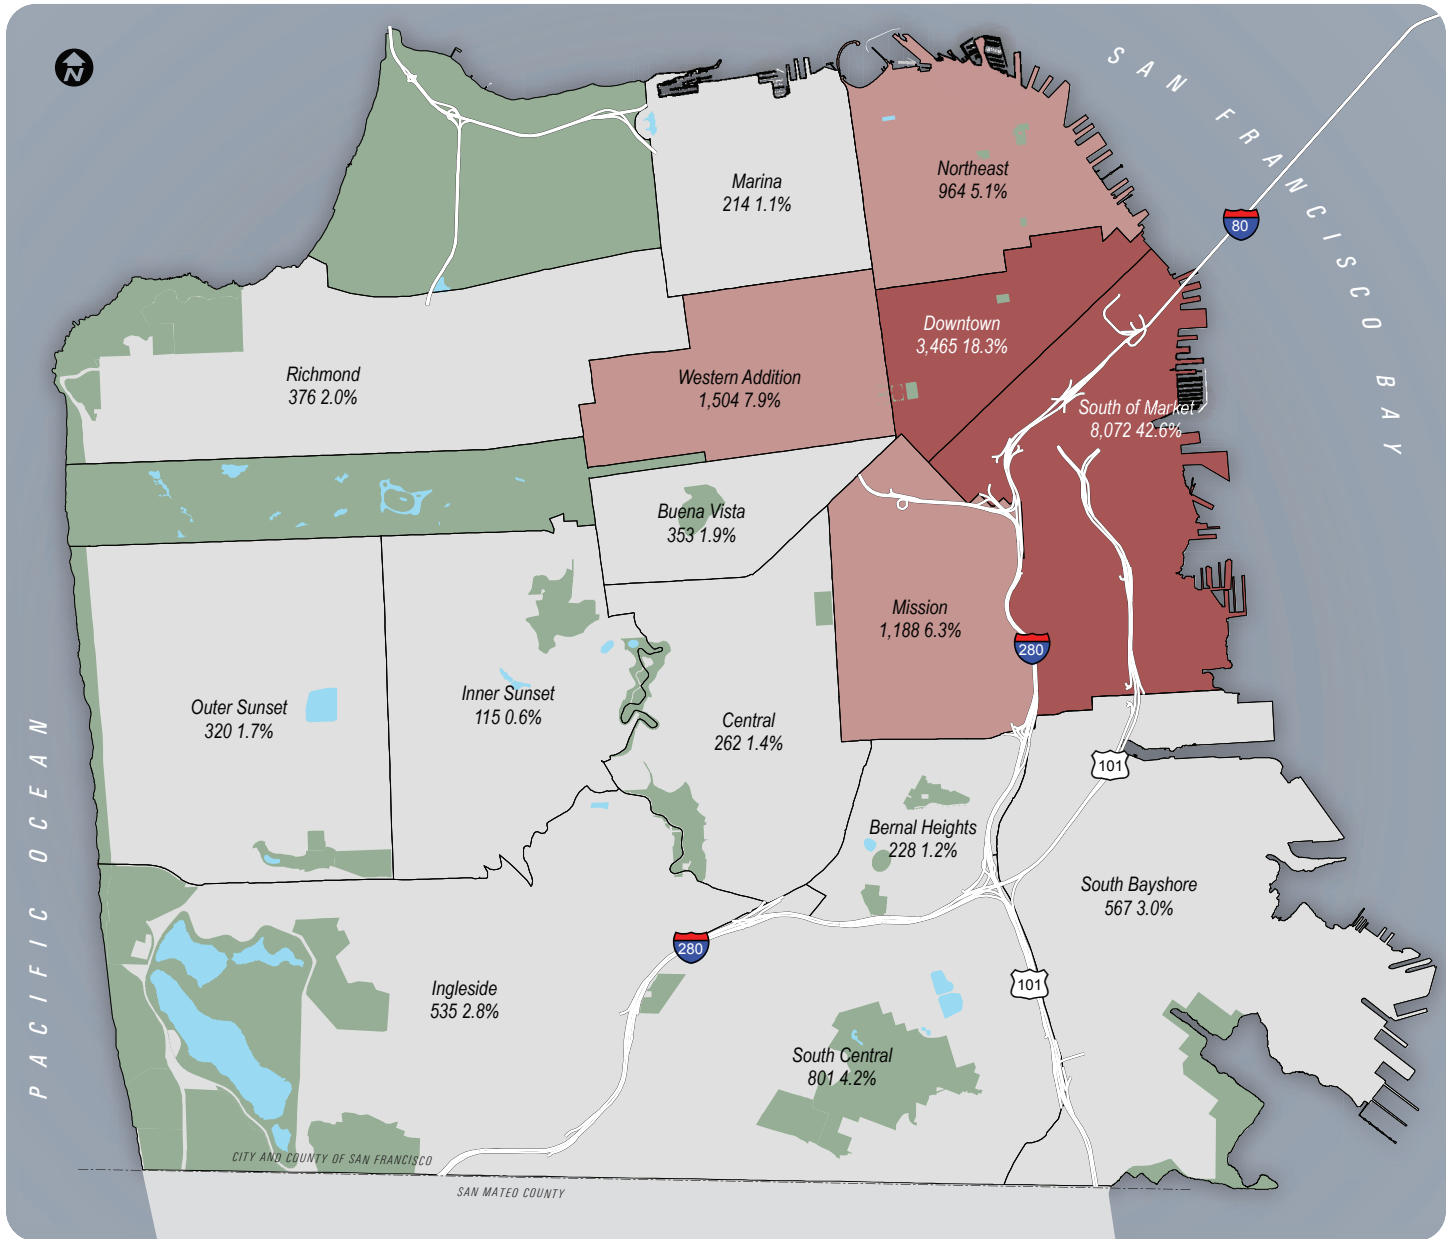 N
SAN FRANCISCO BAY
80
Marina
214 1.1%
Northeast
964 5.1%
Downtown
3,465 18.3%
Richmond
376 2.0%
Western Addition
1,504 7.9%
South of Market
8,072 42.6%
Buena Vista
353 1.9%
Mission
1,188 6.3%
280
Outer Sunset
320 1.7%
Inner Sunset
115 0.6%
Central
262 1.4%
101
PACIFIC OCEAN
Bernal Heights
228 1.2%
South Bayshore
567 3.0%
280
Ingleside
535 2.8%
101
South Central
801 4.2%
CITY AND COUNTY OF SAN FRANCISCO
SAN MATEO COUNTY